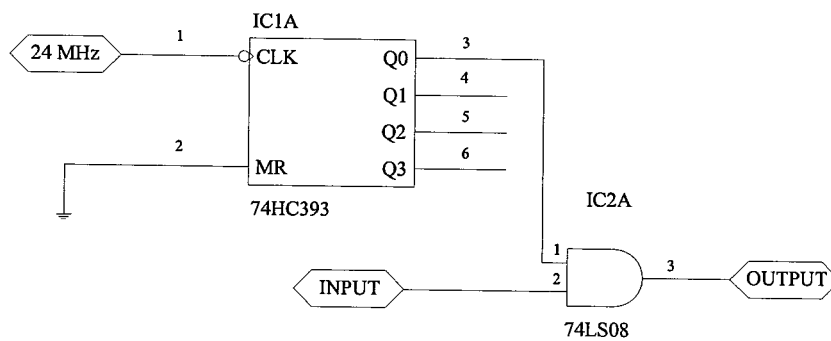 IC1A
1
3
24 MHz
CLK
Q0
4
Q1
5
2
Q2
6
MR
Q3
74HC393
IC2A
1
3
INPUT
2
OUTPUT
74LS08